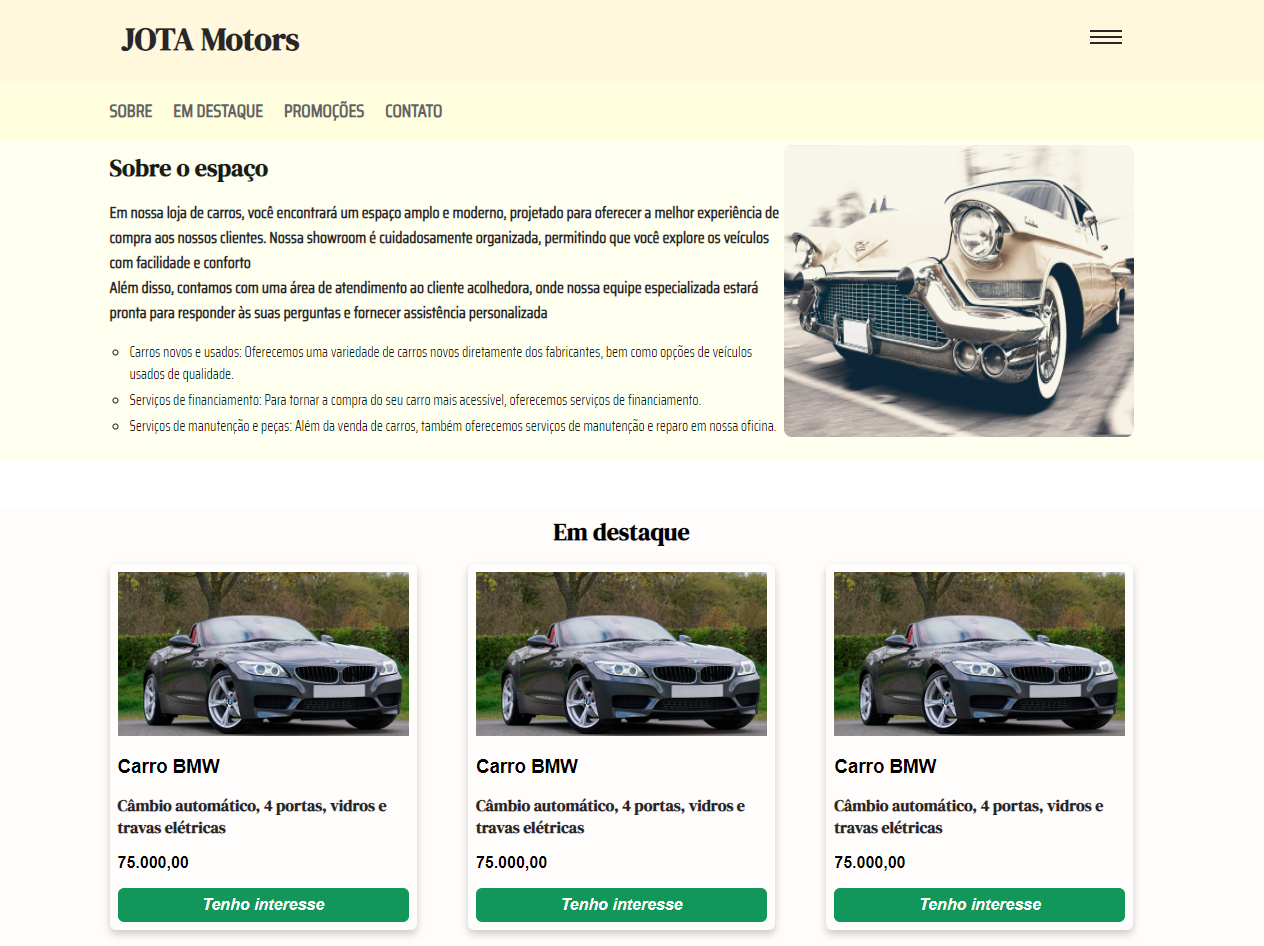 JOTA Motors
SOBRE EM DESTAQUE PROMOÇÕES CONTATO
Sobre o espaço
Em nossa loja de carros, você encontrará um espaço amplo e moderno, projetado para oferecer a melhor experiência de
compra aos nossos clientes. Nossa showroom é cuidadosamente organizada, permitindo que você explore os veículos
com facilidade e conforto
Além disso, contamos com uma área de atendimento ao cliente acolhedora, onde nossa equipe especializada estará
pronta para responder às suas perguntas e fornecer assistência personalizada
Carros novos e usados: Oferecemos uma variedade de carros novos diretamente dos fabricantes, bem como opções de veículos
usados de qualidade.
Serviços de financiamento: Para tornar a compra do seu carro mais acessível, oferecemos serviços de financiamento.
Serviços de manutenção e peças: Além da venda de carros, também oferecemos serviços de manutenção e reparo em nossa oficina.
Em destaque
Carro BMW
Câmbio automático, 4 portas, vidros e
travas elétricas
75.000,00
Tenho interesse
Carro BMW
Câmbio automático, 4 portas, vidros e
travas elétricas
75.000,00
Tenho interesse
Carro BMW
Câmbio automático, 4 portas, vidros e
travas elétricas
75.000,00
Tenho interesse